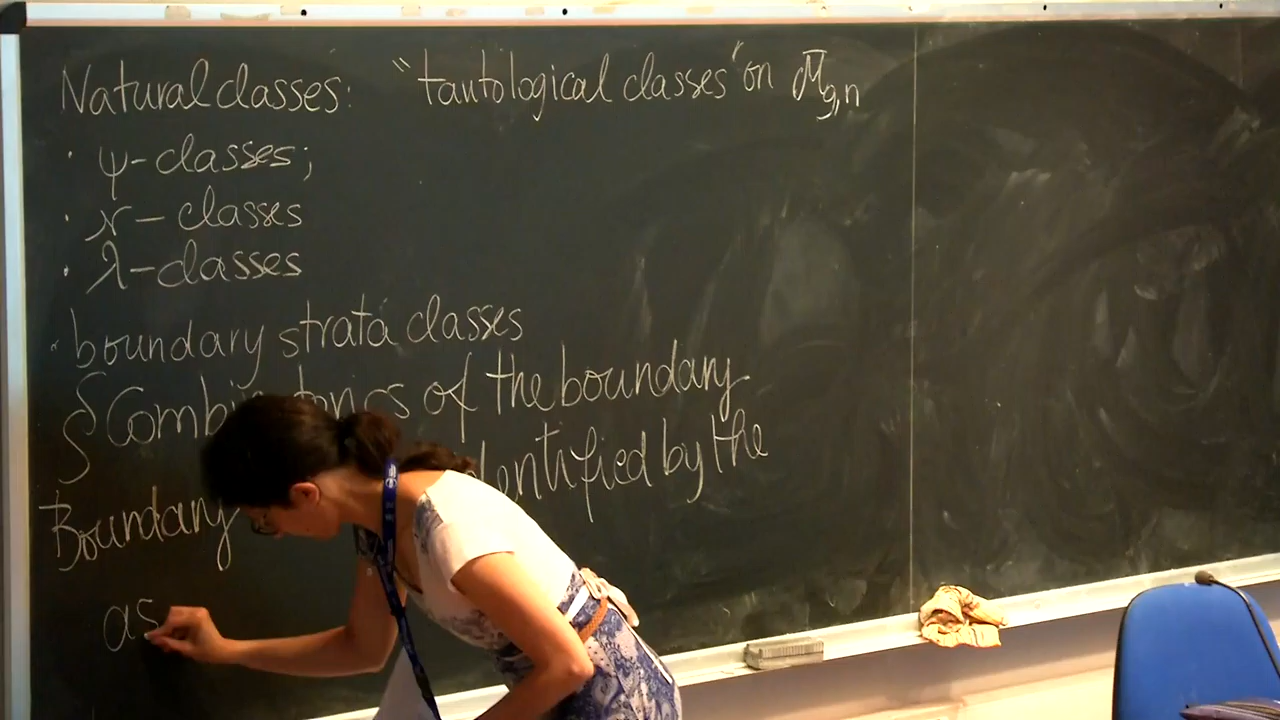 Natural classes: "tautological classes" on M̅g,n
· ψ-classes;
· ϰ-classes
· λ-classes
· boundary strata classes
§ of the boundary
Boundary identified by the
as